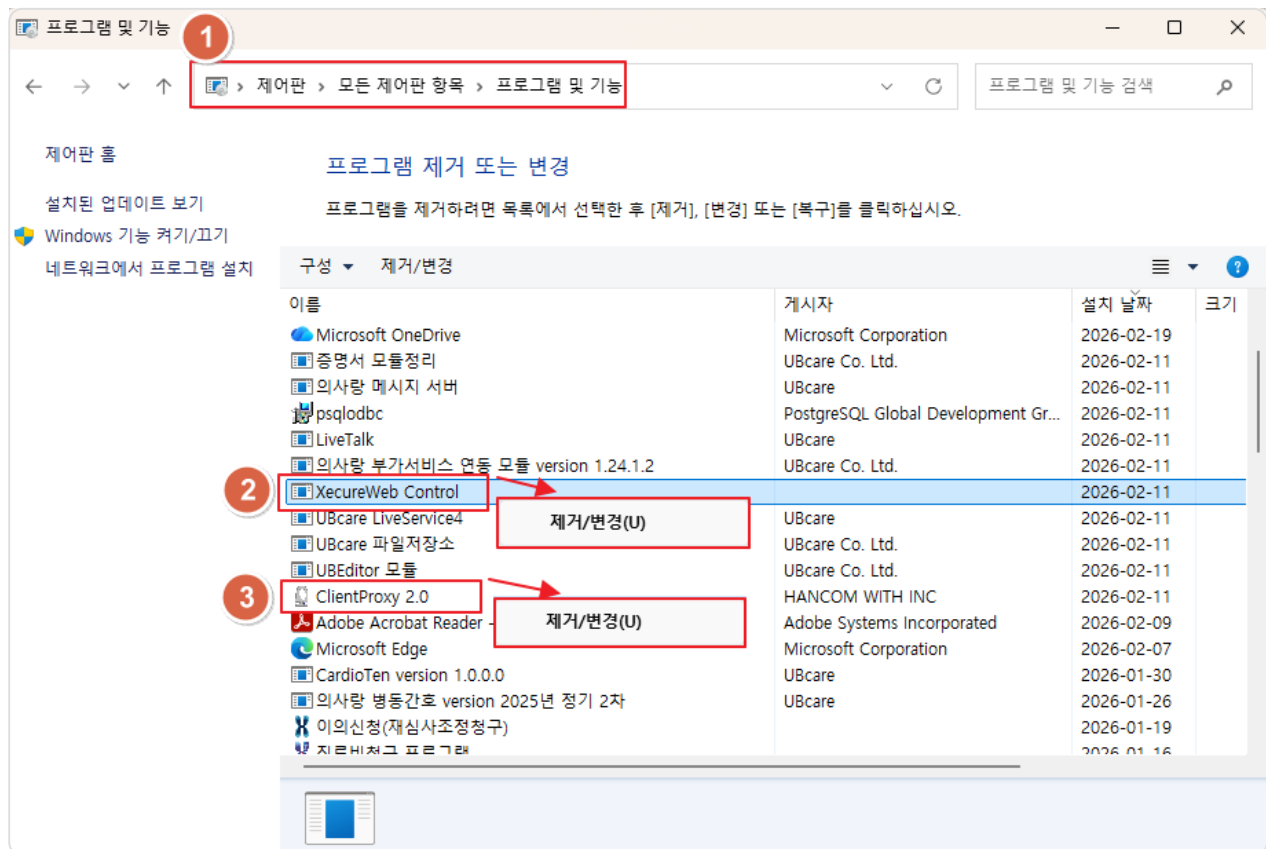 프로그램 및 기능
1
제어판 › 모든 제어판 항목 › 프로그램 및 기능
프로그램 및 기능 검색
제어판 홈
설치된 업데이트 보기
Windows 기능 켜기/끄기
네트워크에서 프로그램 설치
프로그램 제거 또는 변경
프로그램을 제거하려면 목록에서 선택한 후 [제거], [변경] 또는 [복구]를 클릭하십시오.
구성 제거/변경
?
이름 게시자 설치 날짜 크기
Microsoft OneDrive Microsoft Corporation 2026-02-19
증명서 모듈정리 UBcare Co. Ltd. 2026-02-11
의사랑 메시지 서버 UBcare 2026-02-11
psqlodbc PostgreSQL Global Development Gr... 2026-02-11
LiveTalk UBcare 2026-02-11
의사랑 부가서비스 연동 모듈 version 1.24.1.2 UBcare Co. Ltd. 2026-02-11
2 XecureWeb Control 2026-02-11
제거/변경(U)
UBcare LiveService4 UBcare 2026-02-11
UBcare 파일저장소 UBcare Co. Ltd. 2026-02-11
UBEditor 모듈 UBcare Co. Ltd. 2026-02-11
3 ClientProxy 2.0 HANCOM WITH INC 2026-02-11
제거/변경(U)
Adobe Acrobat Reader - Adobe Systems Incorporated 2026-02-09
Microsoft Edge Microsoft Corporation 2026-02-07
CardioTen version 1.0.0.0 UBcare 2026-01-30
의사랑 병동간호 version 2025년 정기 2차 UBcare 2026-01-26
이의신청(재심사조정청구) 2026-01-19
진료비청구 프로그램 2026-01-16